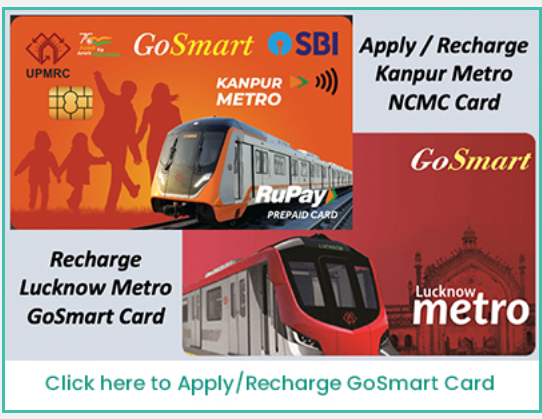 UPMRC
GoSmart
SBI
KANPUR
METRO
RuPay
PREPAID CARD
Apply / Recharge
Kanpur Metro
NCMC Card
GoSmart
LUCKNOW
Lucknow
metro
Recharge
Lucknow Metro
GoSmart Card
Click here to Apply/Recharge GoSmart Card